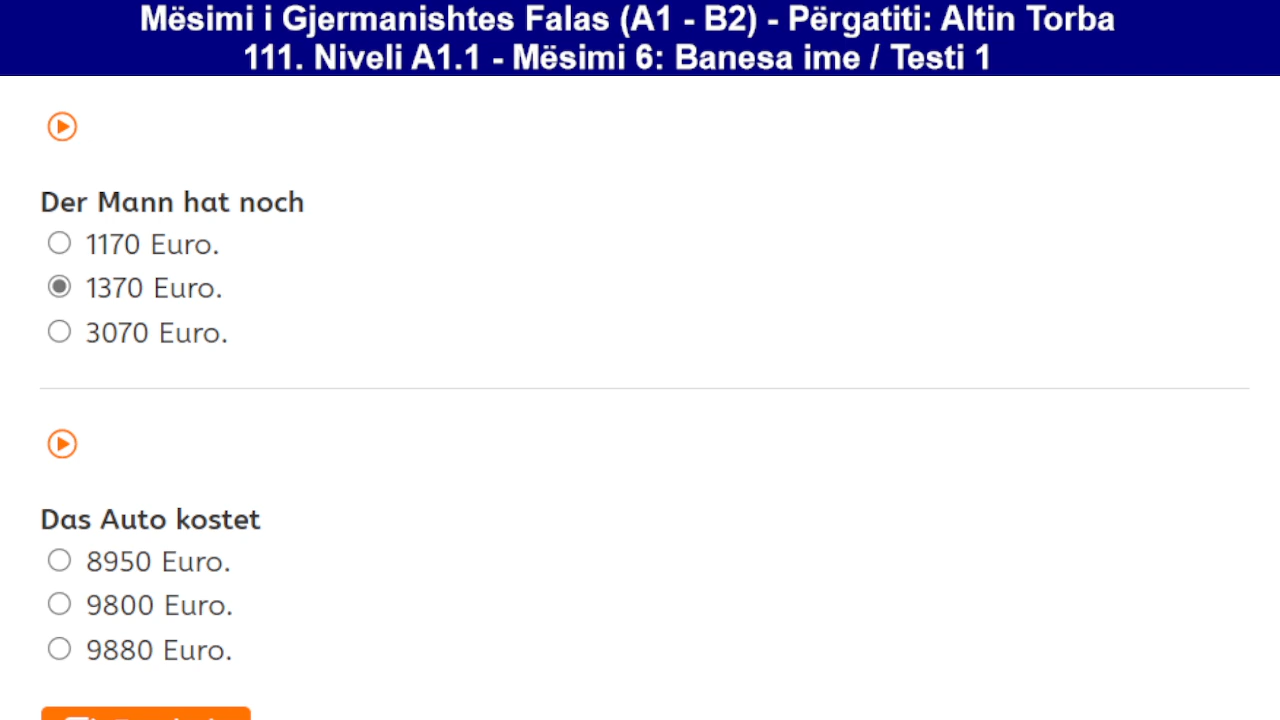 Mësimi i Gjermanishtes Falas (A1 - B2) - Përgatiti: Altin Torba
111. Niveli A1.1 - Mësimi 6: Banesa ime / Testi 1
Der Mann hat noch
1170 Euro.
1370 Euro.
3070 Euro.
Das Auto kostet
8950 Euro.
9800 Euro.
9880 Euro.